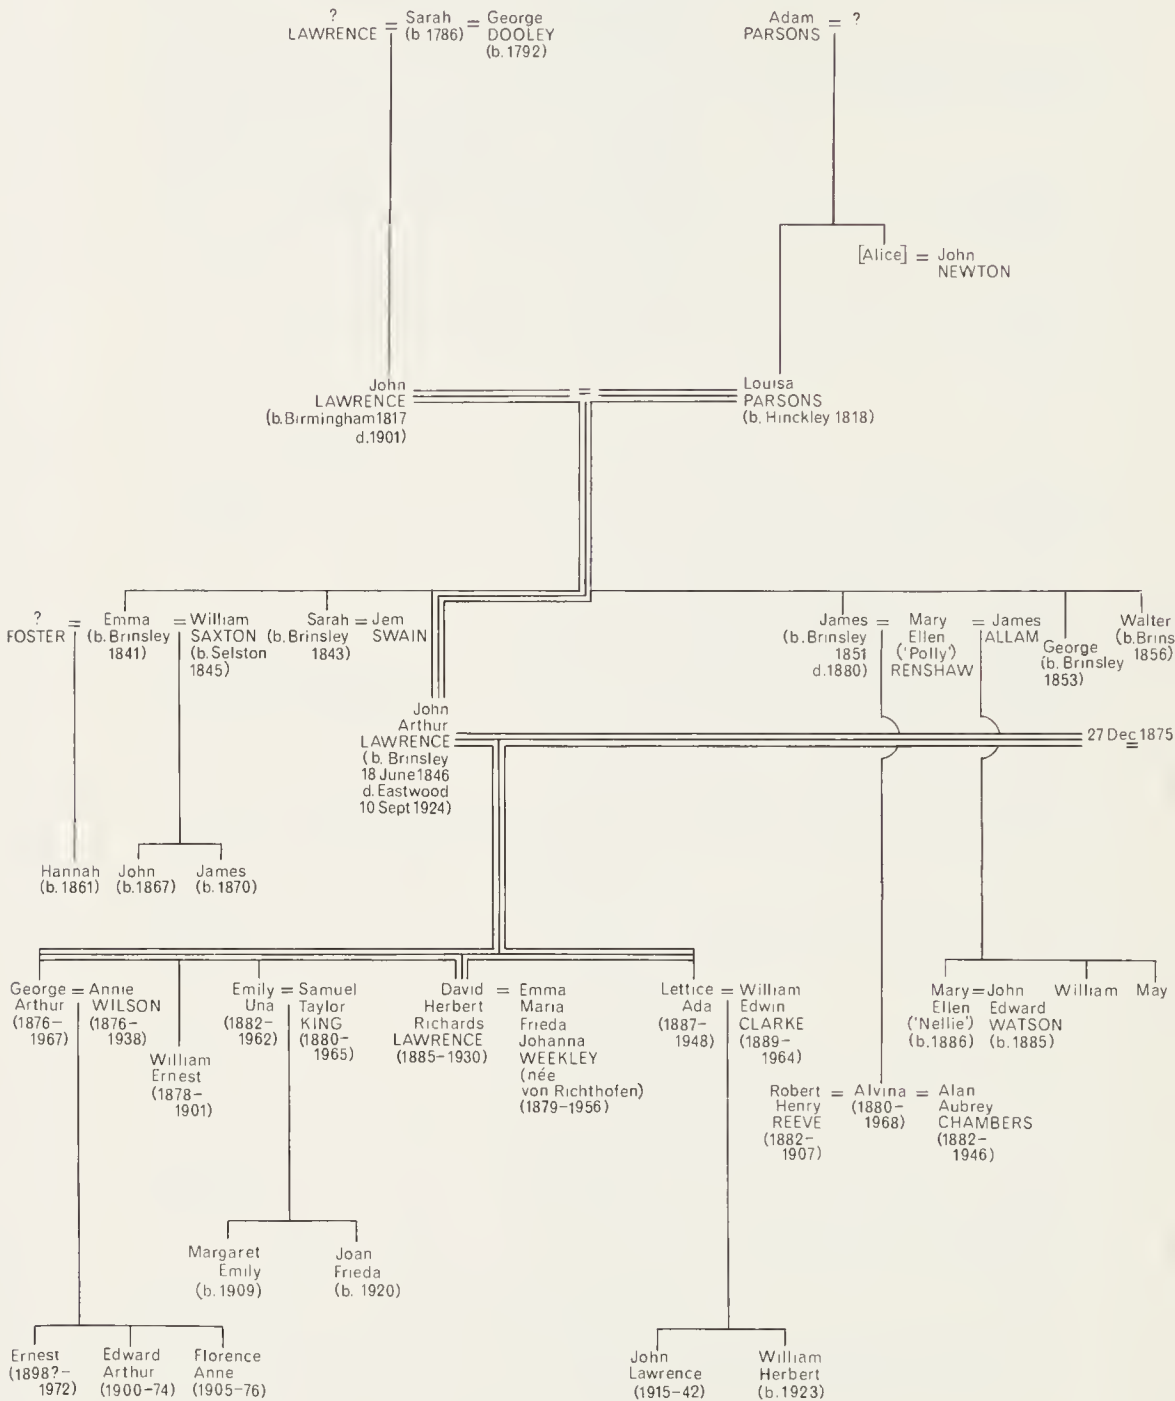 ?
LAWRENCE = Sarah (b 1786) = George DOOLEY (b. 1792)
Adam PARSONS = ?
[Alice] = John NEWTON
John
LAWRENCE
(b. Birmingham 1817
d. 1901)
=
Louisa
PARSONS
(b. Hinckley 1818)
?
FOSTER
=
Emma
(b. Brinsley
1841)
=
William
SAXTON
(b. Selston
1845)
Sarah
(b. Brinsley
1843)
=
Jem
SWAIN
James
(b. Brinsley
1851
d. 1880)
=
Mary
Ellen
('Polly')
RENSHAW
=
James
ALLAM
George
(b. Brinsley
1853)
Walter
(b. Brins
1856)
John
Arthur
LAWRENCE
(b. Brinsley
18 June 1846
d. Eastwood
10 Sept 1924)
27 Dec 1875
=
Hannah
(b. 1861)
John
(b. 1867)
James
(b. 1870)
George
Arthur
(1876–
1967)
=
Annie
WILSON
(1876–
1938)
William
Ernest
(1878–
1901)
Emily
Una
(1882–
1962)
=
Samuel
Taylor
KING
(1880–
1965)
David
Herbert
Richards
LAWRENCE
(1885–1930)
=
Emma
Maria
Frieda
Johanna
WEEKLEY
(née
von Richthofen)
(1879–1956)
Lettice
Ada
(1887–
1948)
=
William
Edwin
CLARKE
(1889–
1964)
Mary
Ellen
('Nellie')
(b. 1886)
=
John
Edward
WATSON
(b. 1885)
William
May
Robert
Henry
REEVE
(1882–
1907)
=
Alvina
(1880–
1968)
=
Alan
Aubrey
CHAMBERS
(1882–
1946)
Margaret
Emily
(b. 1909)
Joan
Frieda
(b. 1920)
Ernest
(1898?–
1972)
Edward
Arthur
(1900–74)
Florence
Anne
(1905–76)
John
Lawrence
(1915–42)
William
Herbert
(b. 1923)